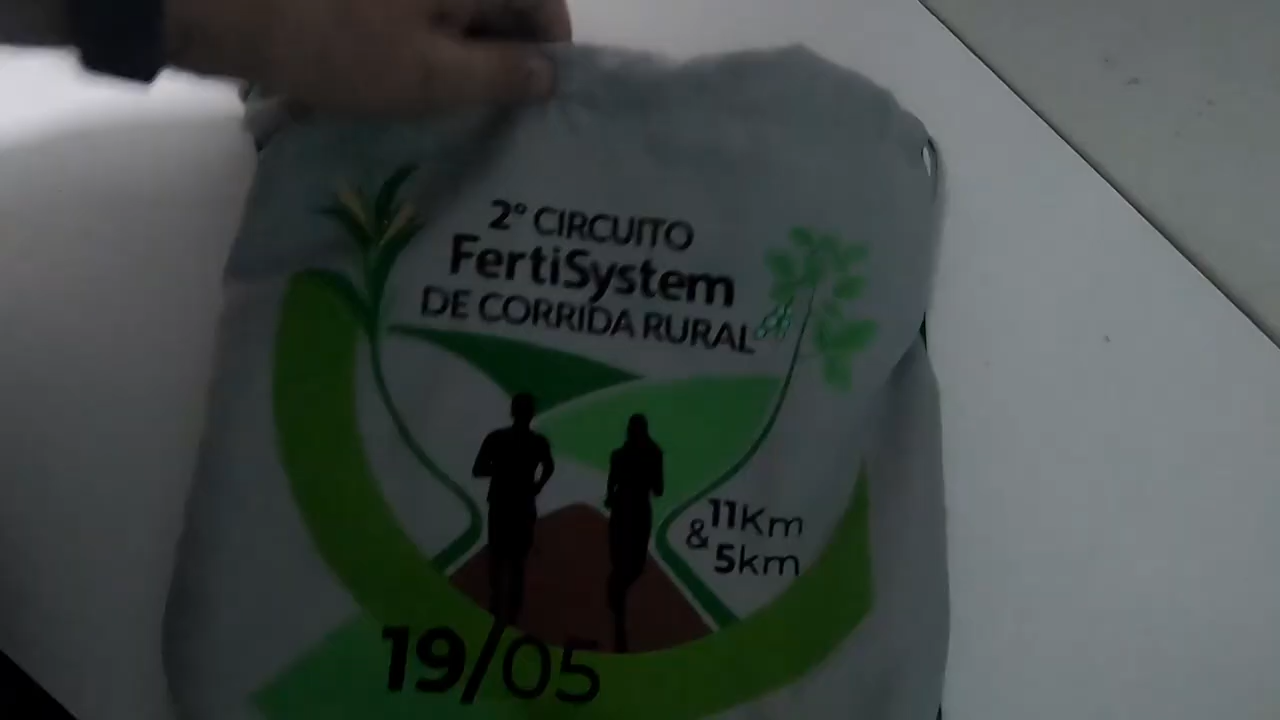 2° CIRCUITO
FertiSystem
DE CORRIDA RURAL
11Km
&
5km
19/05